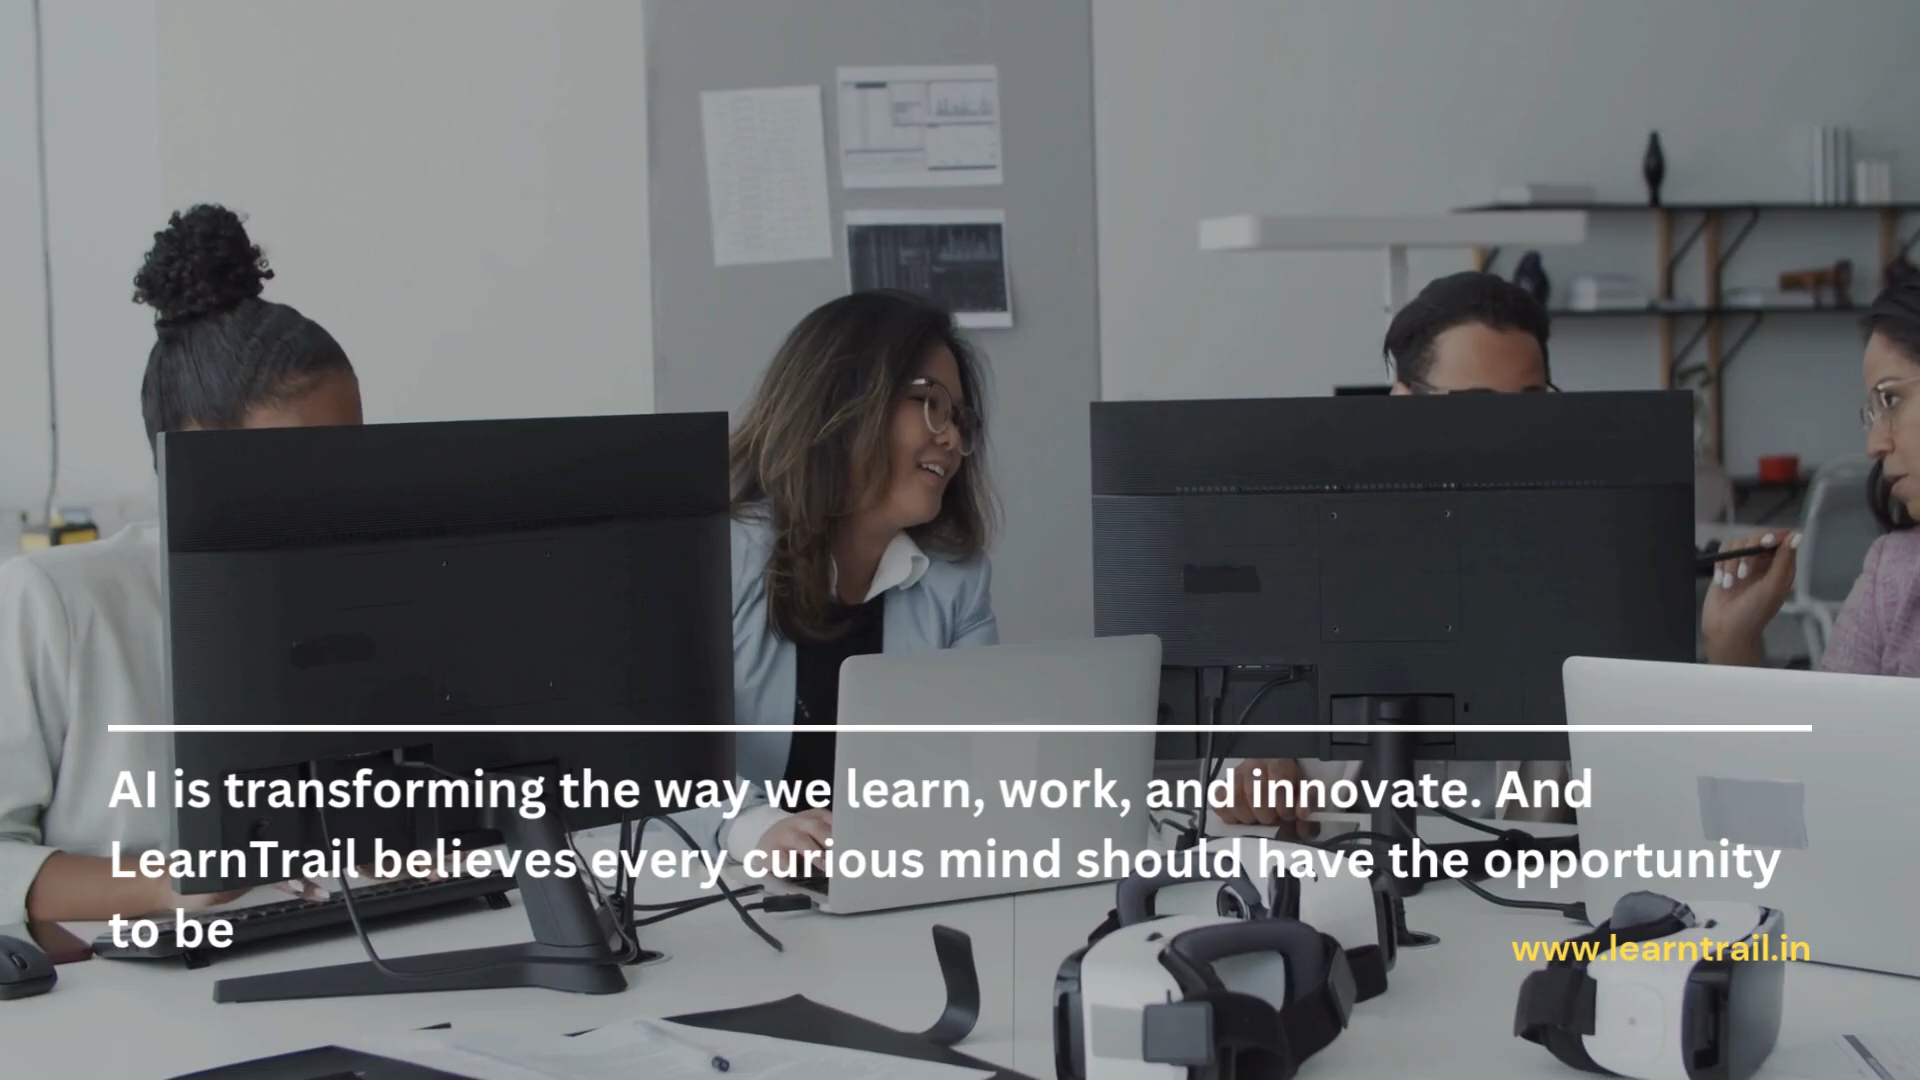 AI is transforming the way we learn, work, and innovate. And
LearnTrail believes every curious mind should have the opportunity
to be
www.learntrail.in